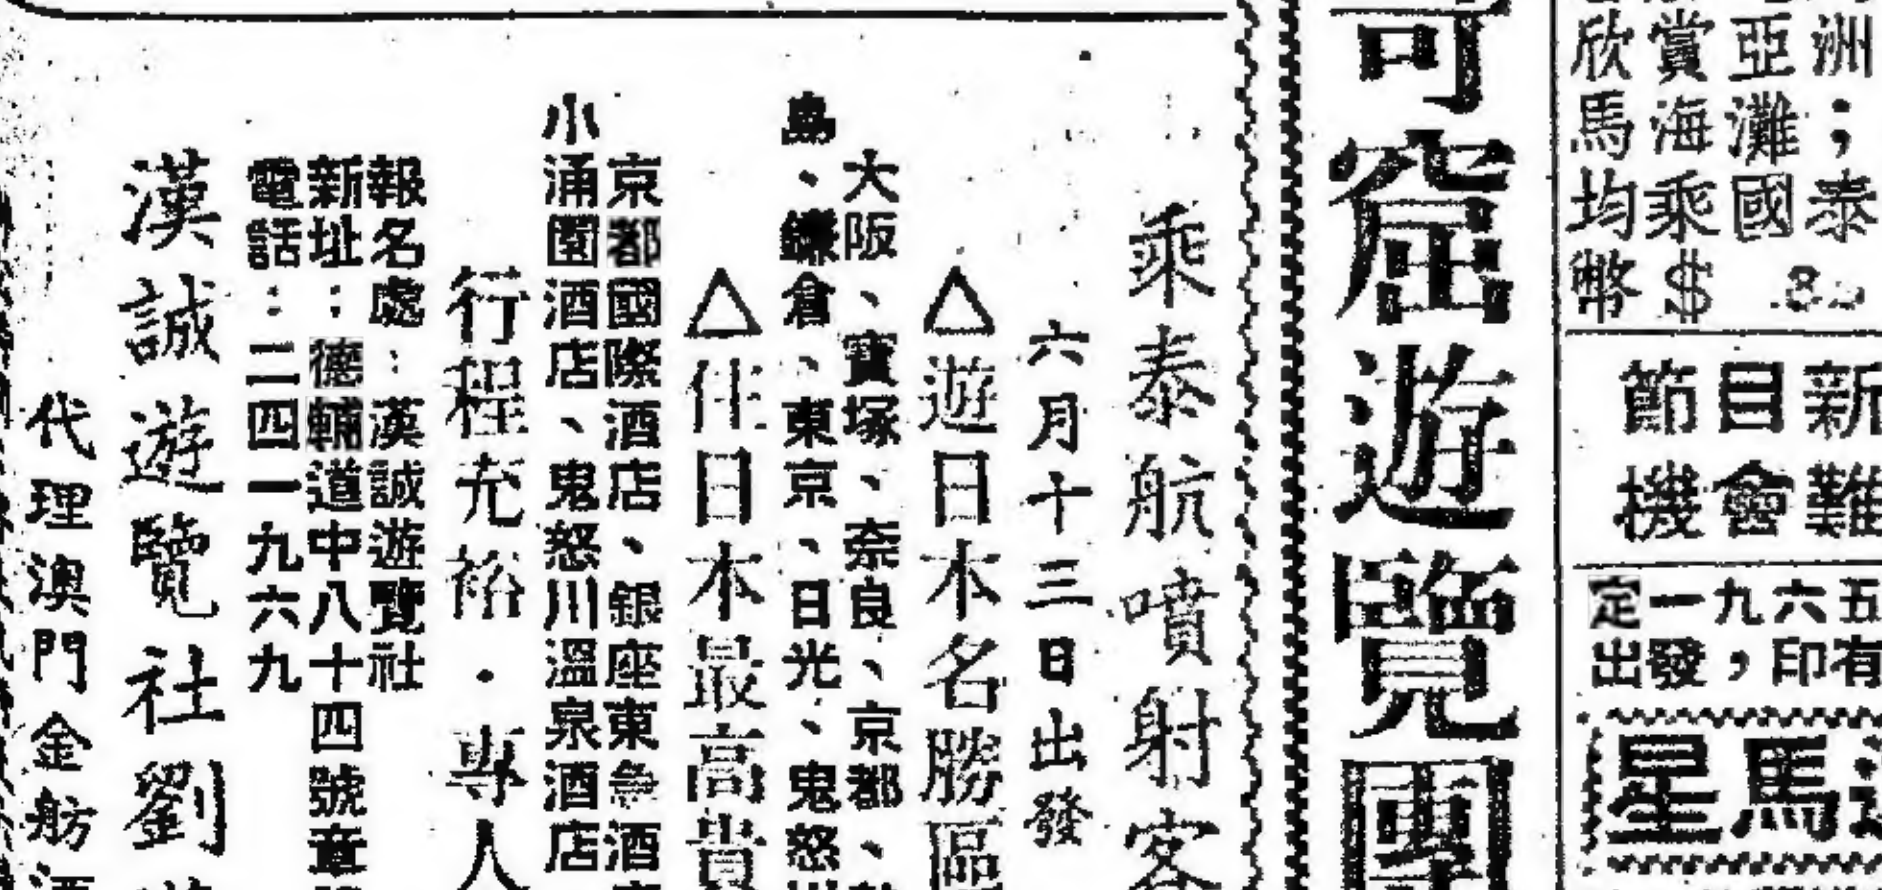 洲；泰
亞灘國
賞海乘$
欣馬均幣
新難
目會
節機
五有
六印
九，
一發
定出
星馬
窟遊覽團
乘泰航噴射客
六月十三日出發
△遊日本名勝區
大阪、寶塚、奈良、京都、
島、鎌倉、東京、日光、鬼怒
△住日本最高貴
京都國際酒店、銀座東急酒
小涌園酒店、鬼怒川溫泉酒店
行程充裕．專人
報名處：漢誠遊覽社
新址：德輔道中八十四號章
電話：二四一九六九
漢誠遊覽社劉
代理澳門金舫